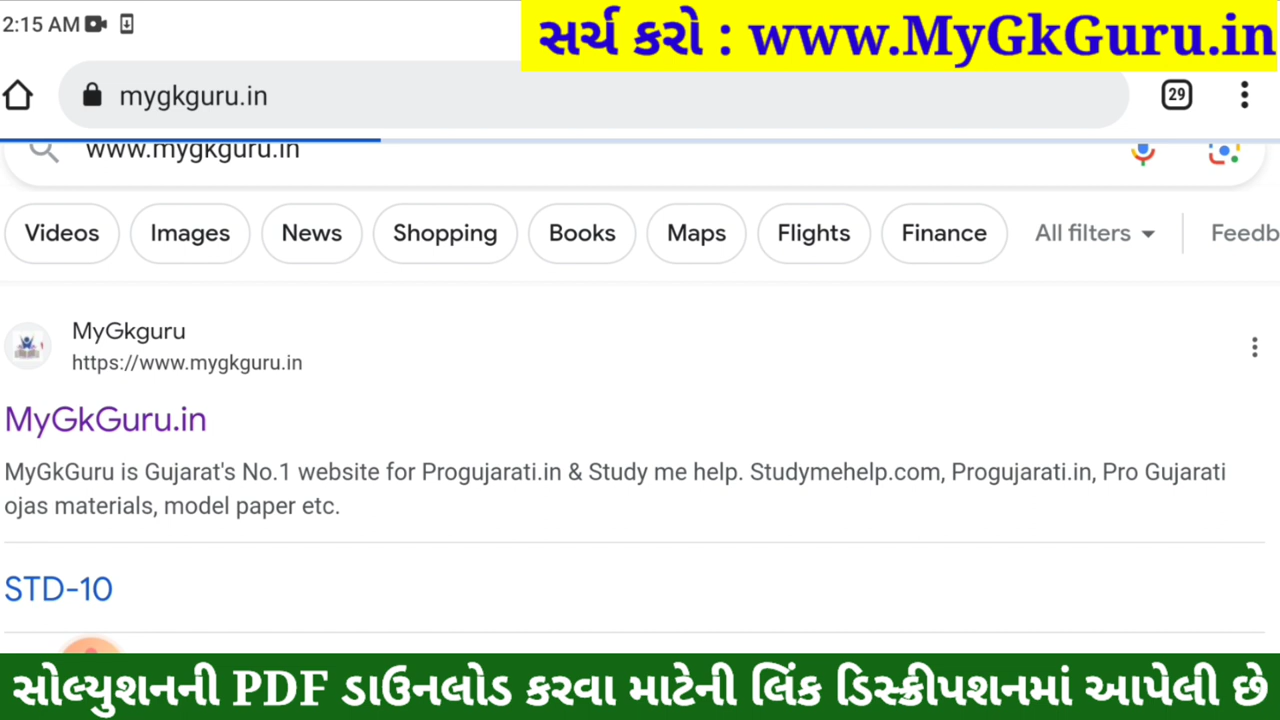 2:15 AM
સર્ચ કરો : www.MyGkGuru.in
mygkguru.in
29
www.mygkguru.in
Videos Images News Shopping Books Maps Flights Finance All filters Feedb
MyGkguru
https://www.mygkguru.in
MyGkGuru.in
MyGkGuru is Gujarat's No.1 website for Progujarati.in & Study me help. Studymehelp.com, Progujarati.in, Pro Gujarati
ojas materials, model paper etc.
STD-10
સોલ્યુશનની PDF ડાઉનલોડ કરવા માટેની લિંક ડિસ્ક્રીપશનમાં આપેલી છે